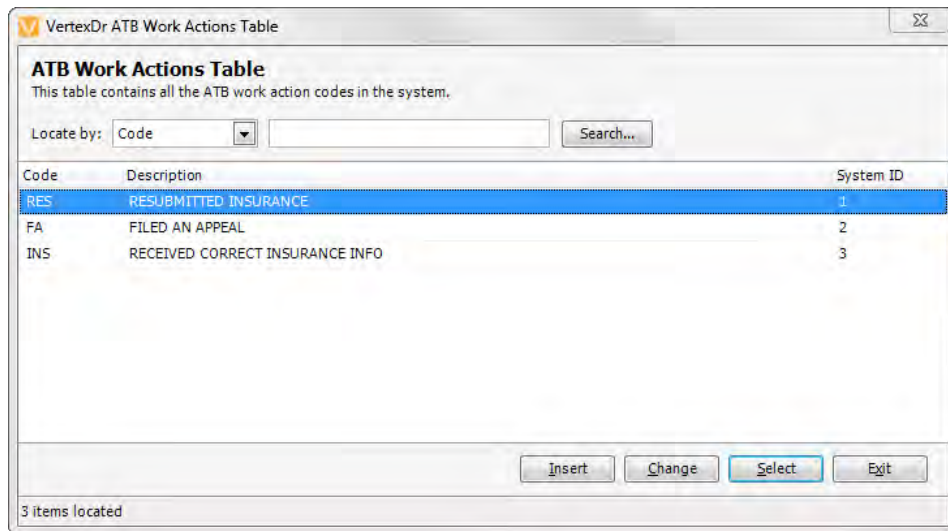 VertexDr ATB Work Actions Table
ATB Work Actions Table
This table contains all the ATB work action codes in the system.
Locate by: Code Search...
Code Description System ID
RES RESUBMITTED INSURANCE 1
FA FILED AN APPEAL 2
INS RECEIVED CORRECT INSURANCE INFO 3
Insert Change Select Exit
3 items located